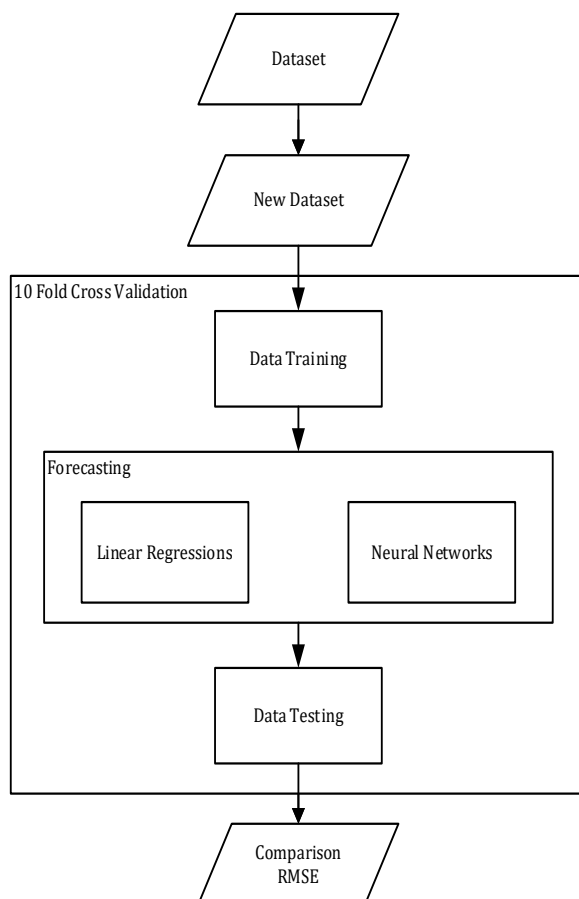 Dataset
New Dataset
10 Fold Cross Validation
Data Training
Forecasting
Linear Regressions
Neural Networks
Data Testing
Comparison
RMSE